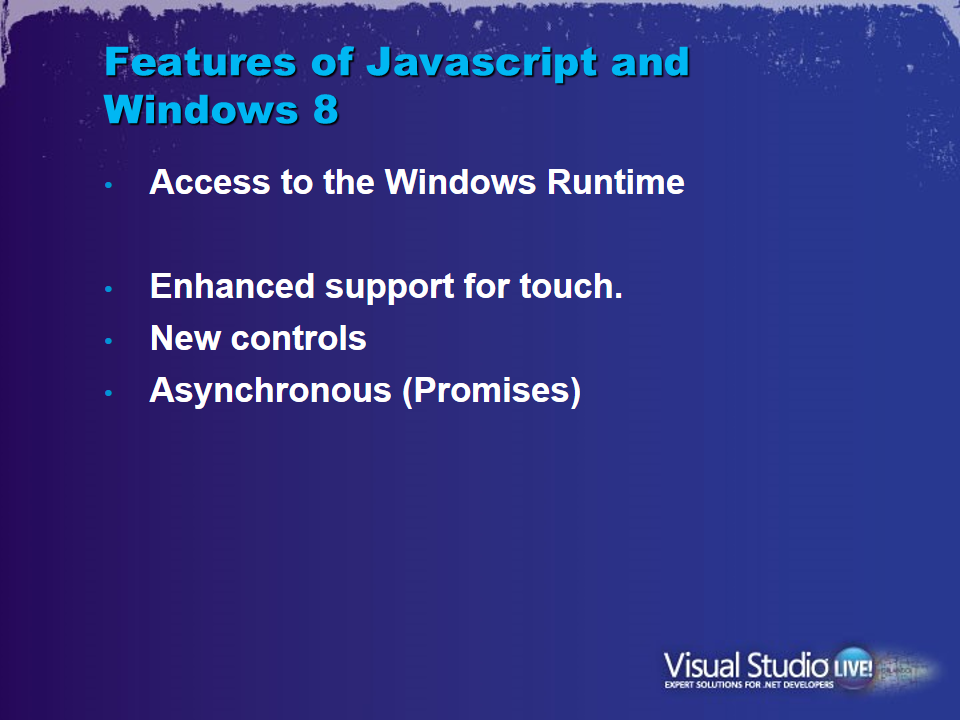 Features of Javascript and
Windows 8
• Access to the Windows Runtime
• Enhanced support for touch.
• New controls
• Asynchronous (Promises)
Visual Studio LIVE!
EXPERT SOLUTIONS FOR .NET DEVELOPERS